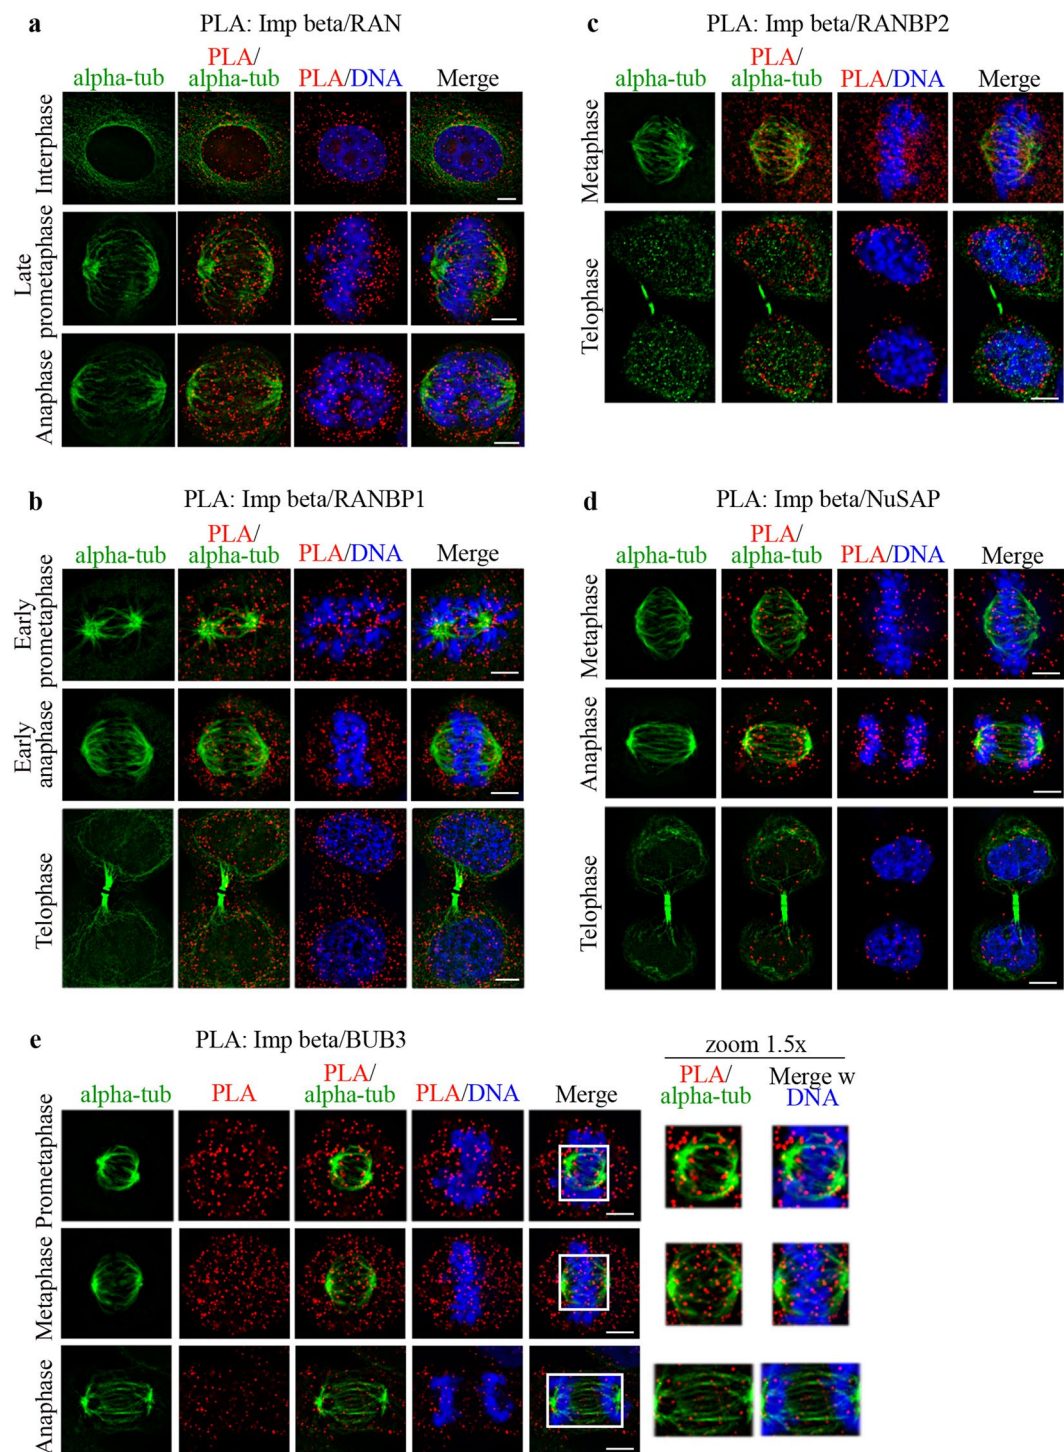 a
PLA: Imp beta/RAN
alpha-tub
PLA/
alpha-tub
PLA/DNA
Merge
Interphase
Late
prometaphase
Anaphase
c
PLA: Imp beta/RANBP2
alpha-tub
PLA/
alpha-tub
PLA/DNA
Merge
Metaphase
Telophase
b
PLA: Imp beta/RANBP1
alpha-tub
PLA/
alpha-tub
PLA/DNA
Merge
Early
prometaphase
Early
anaphase
Telophase
d
PLA: Imp beta/NuSAP
alpha-tub
PLA/
alpha-tub
PLA/DNA
Merge
Metaphase
Anaphase
Telophase
e
PLA: Imp beta/BUB3
alpha-tub
PLA
PLA/
alpha-tub
PLA/DNA
Merge
zoom 1.5x
PLA/
alpha-tub
Merge w
DNA
Prometaphase
Metaphase
Anaphase